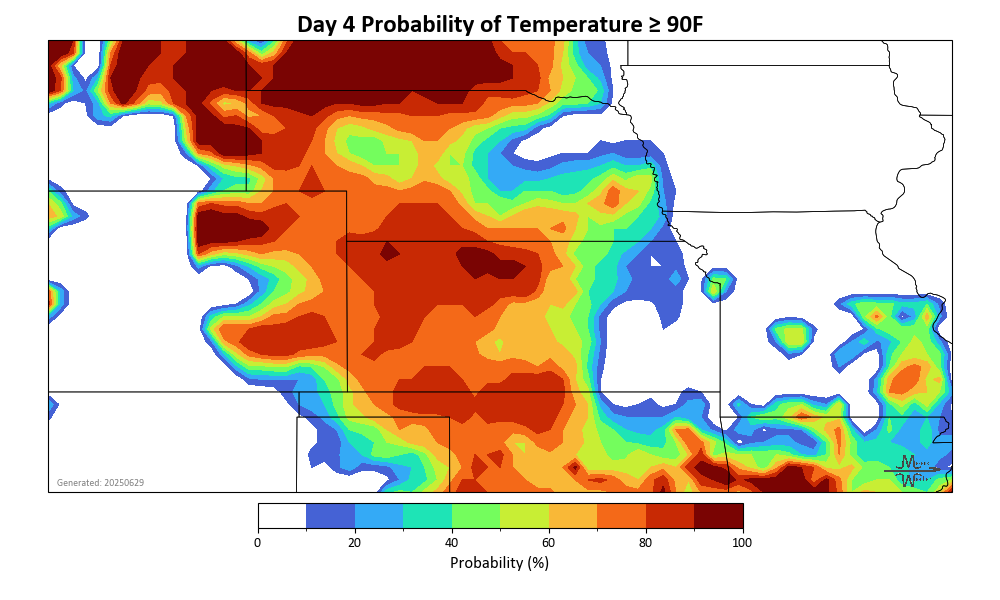 Day 4 Probability of Temperature ≥ 90F
Generated: 20250629
0 20 40 60 80 100
Probability (%)